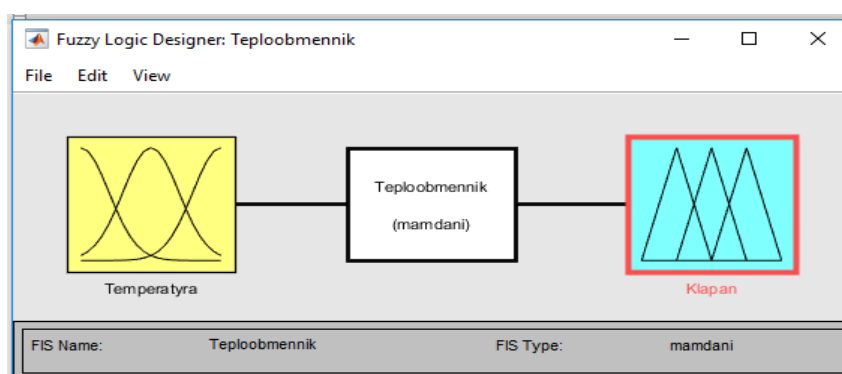 Fuzzy Logic Designer: Teploobmennik
File Edit View
Teploobmennik
(mamdani)
Temperatyra
Klapan
FIS Name: Teploobmennik FIS Type: mamdani